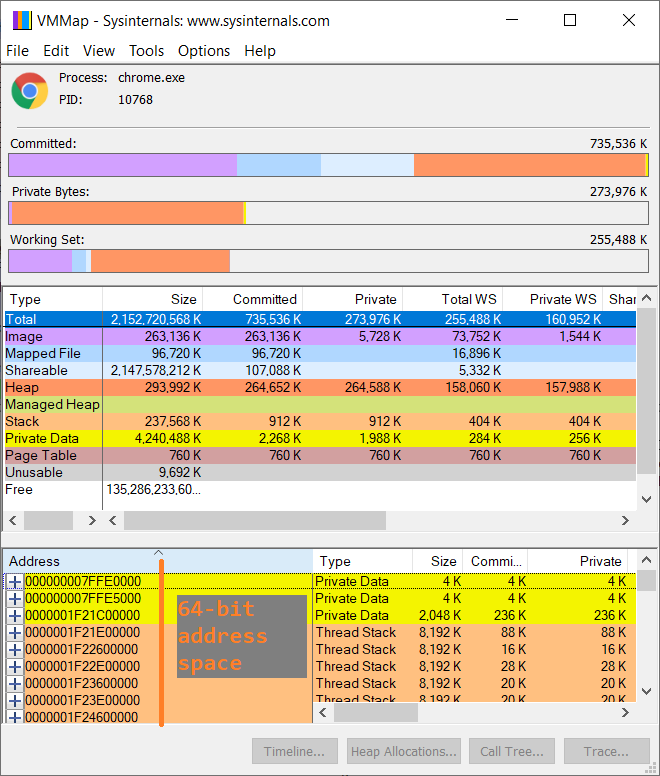 VMMap - Sysinternals: www.sysinternals.com
File Edit View Tools Options Help
Process: chrome.exe
PID: 10768
Committed: 735,536 K
Private Bytes: 273,976 K
Working Set: 255,488 K
Type Size Committed Private Total WS Private WS Shar
Total 2,152,720,568 K 735,536 K 273,976 K 255,488 K 160,952 K
Image 263,136 K 263,136 K 5,728 K 73,752 K 1,544 K
Mapped File 96,720 K 96,720 K 16,896 K
Shareable 2,147,578,212 K 107,088 K 5,332 K
Heap 293,992 K 264,652 K 264,588 K 158,060 K 157,988 K
Managed Heap
Stack 237,568 K 912 K 912 K 404 K 404 K
Private Data 4,240,488 K 2,268 K 1,988 K 284 K 256 K
Page Table 760 K 760 K 760 K 760 K 760 K
Unusable 9,692 K
Free 135,286,233,60...
Address Type Size Commi... Private
000000007FFE0000 Private Data 4 K 4 K 4 K
000000007FFE5000 Private Data 4 K 4 K 4 K
0000001F21C00000 Private Data 2,048 K 236 K 236 K
0000001F21E00000 Thread Stack 8,192 K 88 K 88 K
0000001F22600000 Thread Stack 8,192 K 16 K 16 K
0000001F22E00000 Thread Stack 8,192 K 28 K 28 K
0000001F23600000 Thread Stack 8,192 K 20 K 20 K
0000001F23E00000 Thread Stack 8,192 K 20 K 20 K
0000001F24600000
64-bit
address
space
Timeline... Heap Allocations... Call Tree... Trace...